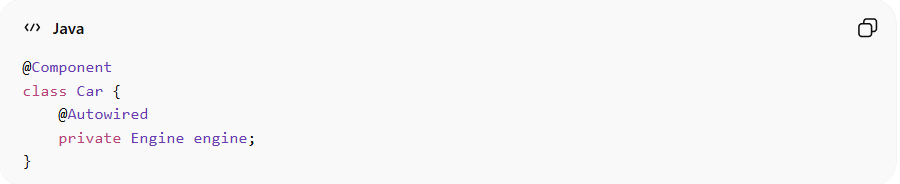 </> Java
@Component
class Car {
    @Autowired
    private Engine engine;
}